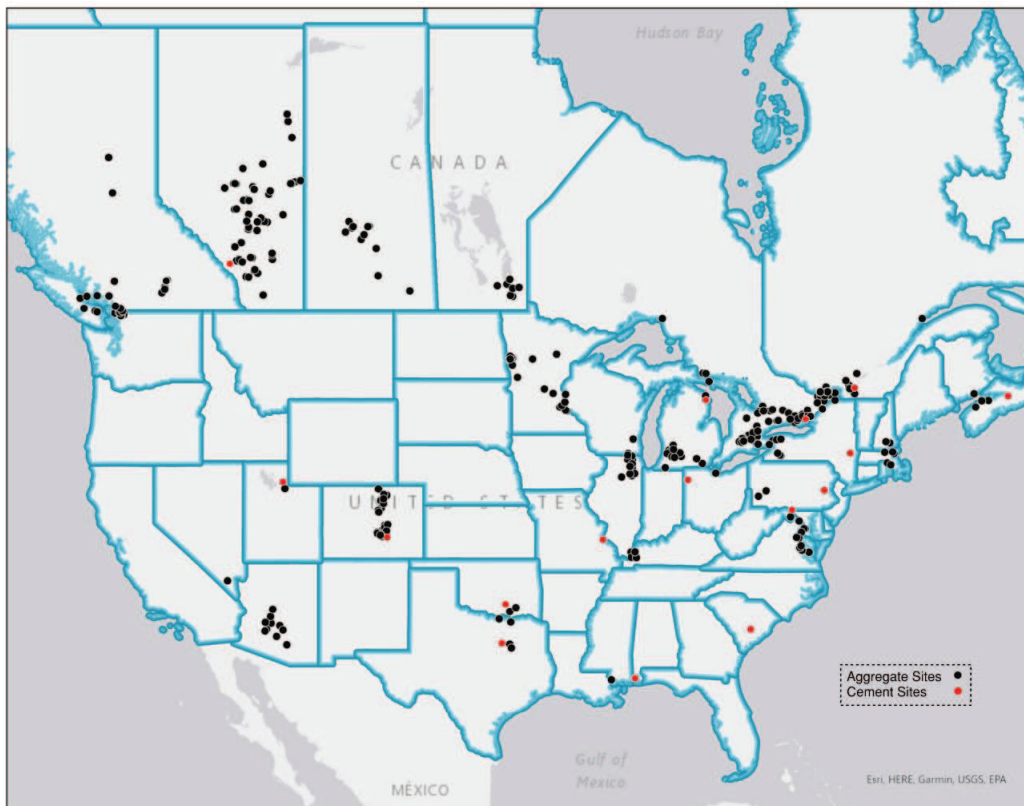 Hudson Bay
CANADA
UNITED STATES
Aggregate Sites
Cement Sites
Gulf of
Mexico
MÉXICO
Esri, HERE, Garmin, USGS, EPA